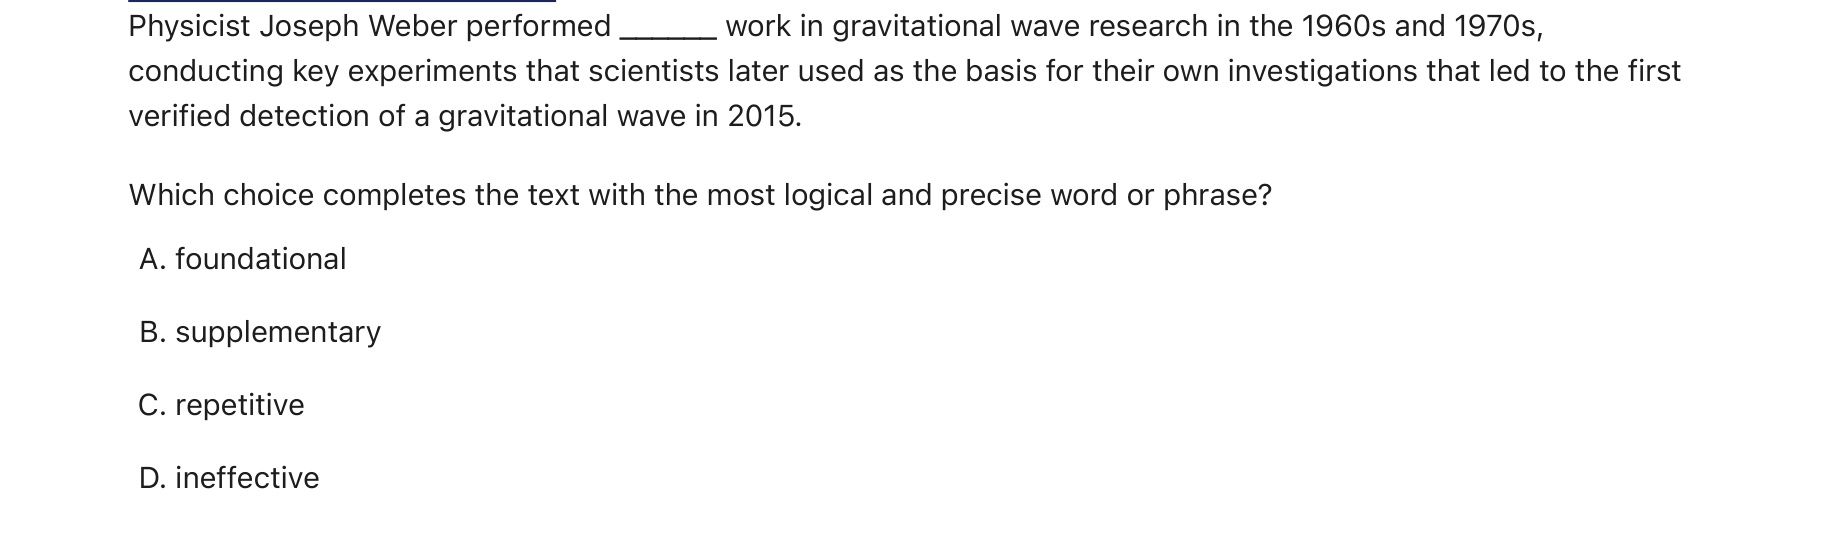 Physicist Joseph Weber performed ______ work in gravitational wave research in the 1960s and 1970s,
conducting key experiments that scientists later used as the basis for their own investigations that led to the first
verified detection of a gravitational wave in 2015.
Which choice completes the text with the most logical and precise word or phrase?
A. foundational
B. supplementary
C. repetitive
D. ineffective